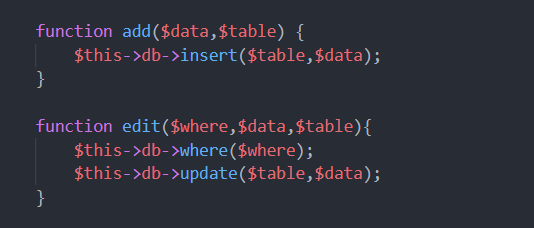 function add($data,$table) {
$this->db->insert($table,$data);
}
function edit($where,$data,$table){
$this->db->where($where);
$this->db->update($table,$data);
}